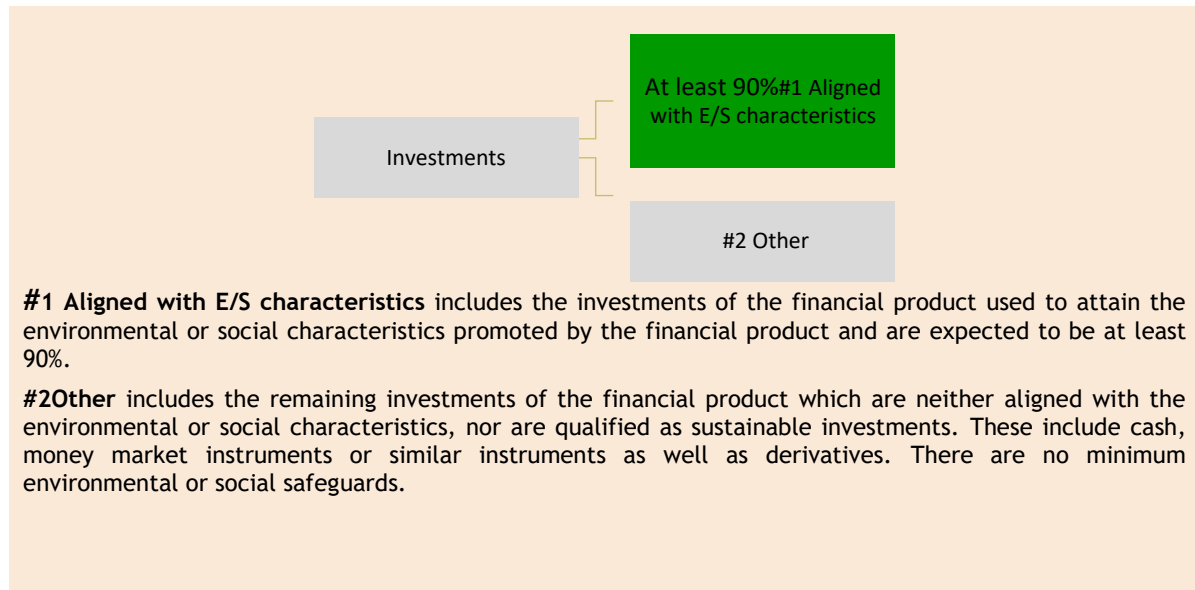 At least 90%#1 Aligned
with E/S characteristics
Investments
#2 Other
#1 Aligned with E/S characteristics includes the investments of the financial product used to attain the
environmental or social characteristics promoted by the financial product and are expected to be at least
90%.
#2Other includes the remaining investments of the financial product which are neither aligned with the
environmental or social characteristics, nor are qualified as sustainable investments. These include cash,
money market instruments or similar instruments as well as derivatives. There are no minimum
environmental or social safeguards.